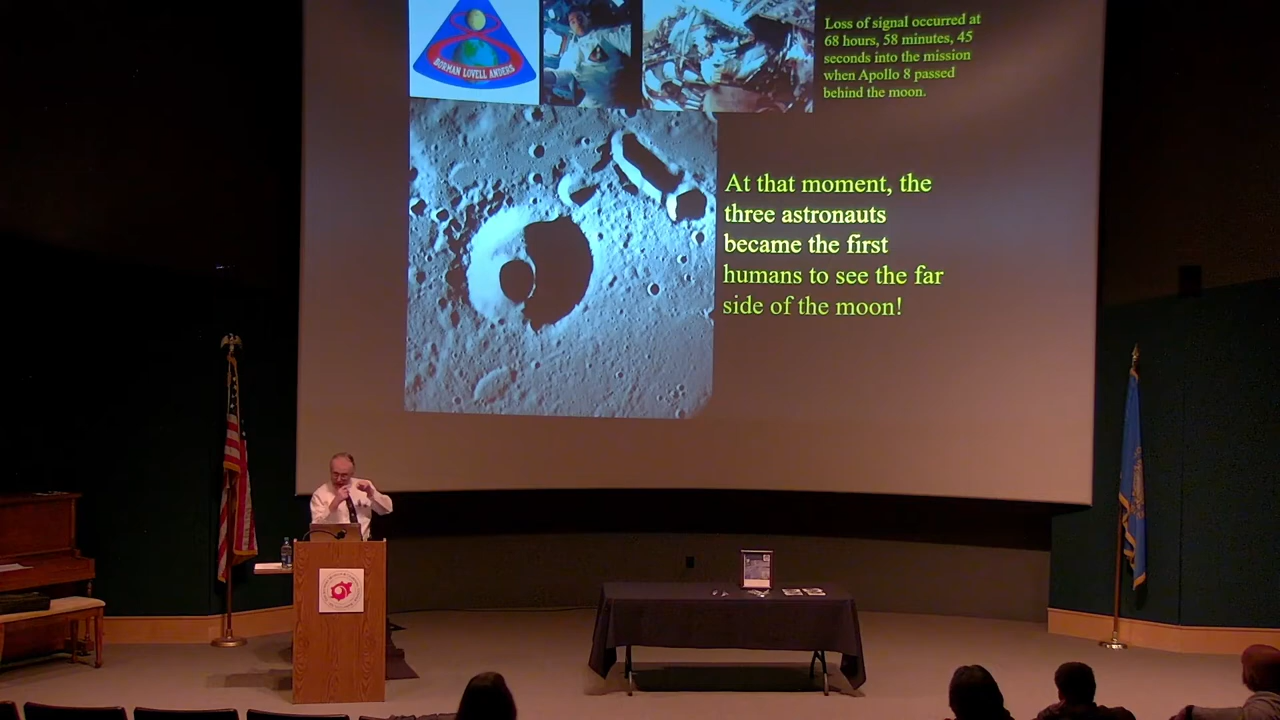 BORMAN LOVELL ANDERS
Loss of signal occurred at
68 hours, 58 minutes, 45
seconds into the mission
when Apollo 8 passed
behind the moon.
At that moment, the
three astronauts
became the first
humans to see the far
side of the moon!